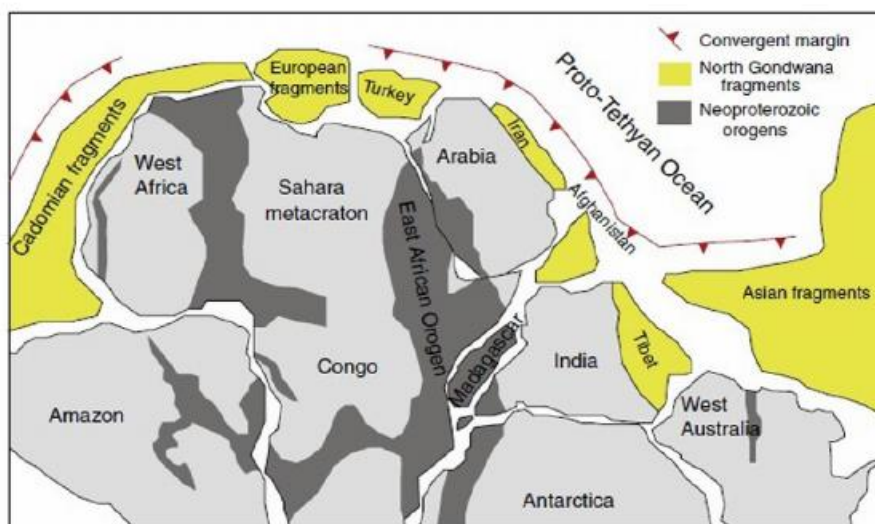 Convergent margin
North Gondwana
fragments
Neoproterozoic
orogens
Proto-Tethyan Ocean
European
fragments
Turkey
Iran
Afghanistan
Cadomian fragments
West
Africa
Sahara
metacraton
Arabia
East African Orogen
Asian fragments
Madagascar
India
Tibet
Congo
Amazon
West
Australia
Antarctica